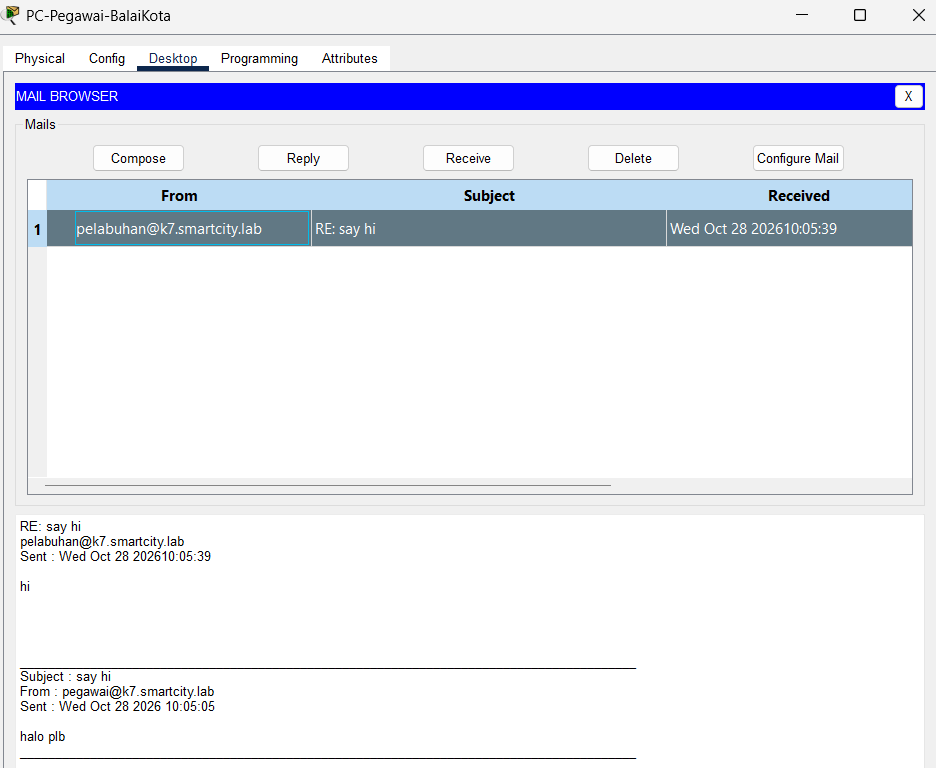 PC-Pegawai-BalaiKota
Physical Config Desktop Programming Attributes
MAIL BROWSER X
Mails
Compose Reply Receive Delete Configure Mail
From Subject Received
1 pelabuhan@k7.smartcity.lab RE: say hi Wed Oct 28 202610:05:39
RE: say hi
pelabuhan@k7.smartcity.lab
Sent : Wed Oct 28 202610:05:39
hi
Subject : say hi
From : pegawai@k7.smartcity.lab
Sent : Wed Oct 28 2026 10:05:05
halo plb